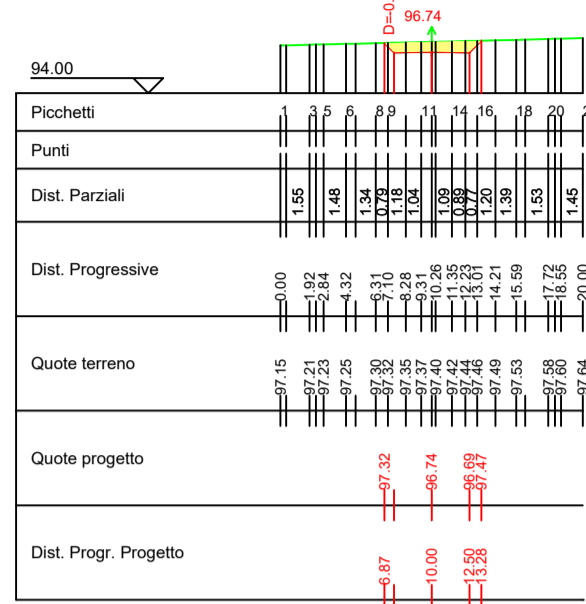 D=-0.
96.74
94.00
Picchetti 1 3 5 6 8 9 11 14 16 18 20 2
Punti
Dist. Parziali 1.55 1.48 1.34 0.79 1.18 1.04 1.09 0.89 0.77 1.20 1.39 1.53 1.45
Dist. Progressive 0.00 1.92 2.84 4.32 6.31 7.10 8.28 9.31 10.26 11.35 12.23 13.01 14.21 15.59 17.72 18.55 20.00
Quote terreno 97.15 97.21 97.23 97.25 97.30 97.32 97.35 97.37 97.40 97.42 97.44 97.46 97.49 97.53 97.58 97.60 97.64
Quote progetto 97.32 96.74 96.69 97.47
Dist. Progr. Progetto 6.87 10.00 12.50 13.28